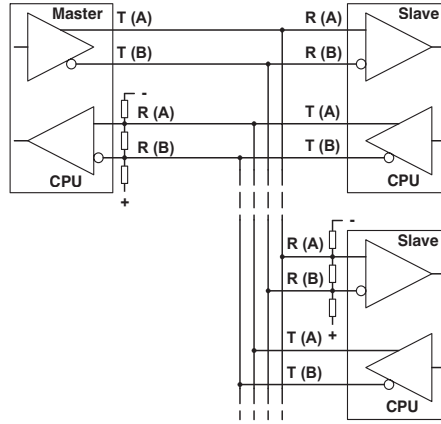 Master T (A) R (A) Slave
T (B) R (B)
-
R (A) T (A)
R (B) T (B)
CPU CPU
+
- Slave
R (A)
R (B)
+
T (A)
T (B)
CPU